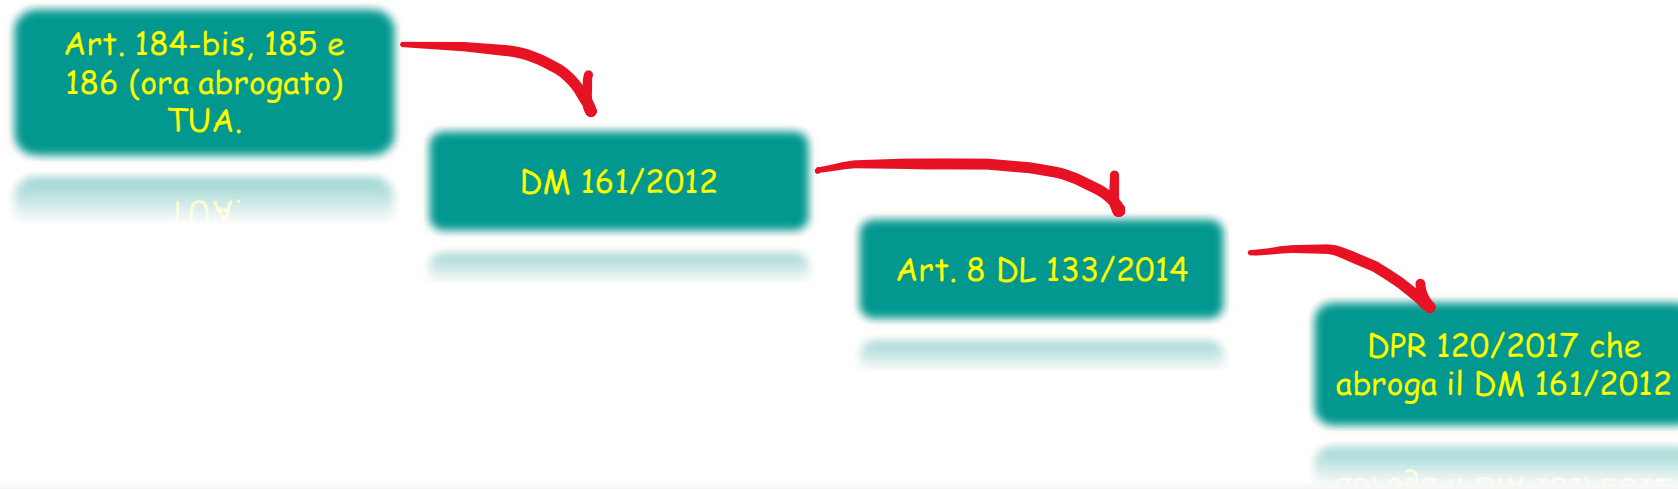 Art. 184-bis, 185 e
186 (ora abrogato)
TUA.
DM 161/2012
Art. 8 DL 133/2014
DPR 120/2017 che
abroga il DM 161/2012